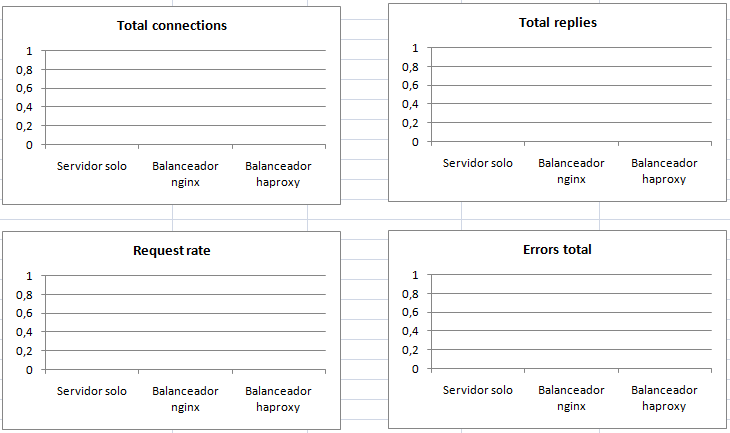 Total connections
1
0,8
0,6
0,4
0,2
0
Servidor solo
Balanceador
nginx
Balanceador
haproxy
Total replies
1
0,8
0,6
0,4
0,2
0
Servidor solo
Balanceador
nginx
Balanceador
haproxy
Request rate
1
0,8
0,6
0,4
0,2
0
Servidor solo
Balanceador
nginx
Balanceador
haproxy
Errors total
1
0,8
0,6
0,4
0,2
0
Servidor solo
Balanceador
nginx
Balanceador
haproxy